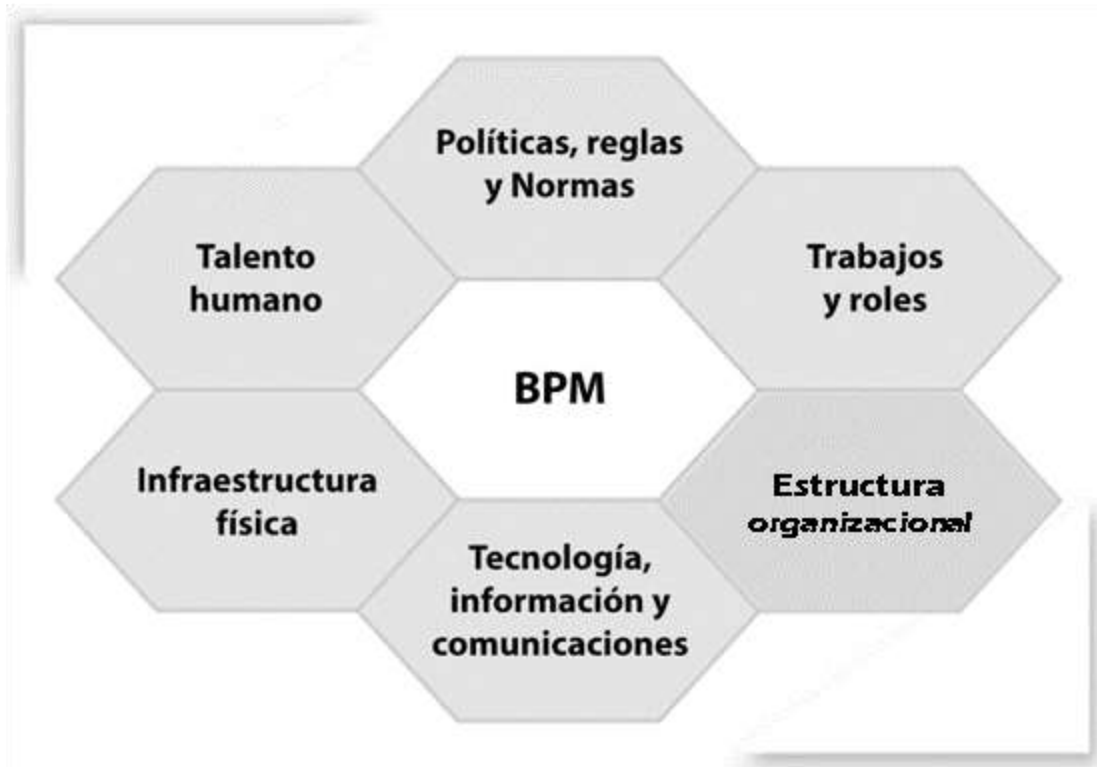 Políticas, reglas
y Normas
Talento
humano
Trabajos
y roles
BPM
Infraestructura
física
Estructura
organizacional
Tecnología,
información y
comunicaciones